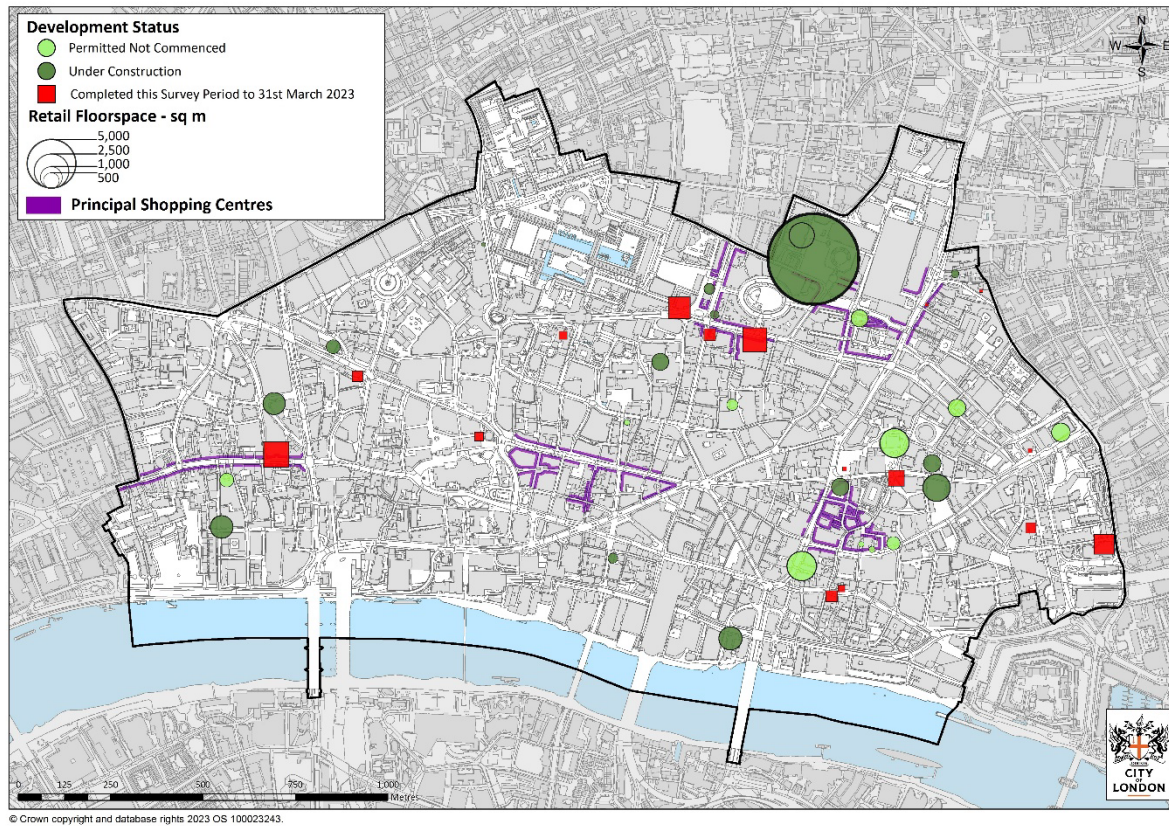 Development Status
Permitted Not Commenced
Under Construction
Completed this Survey Period to 31st March 2023
Retail Floorspace - sq m
5,000
2,500
1,000
500
Principal Shopping Centres
N
W E
S
0 125 250 500 750 1,000
Metres
CITY
OF
LONDON
© Crown copyright and database rights 2023 OS 100023243.